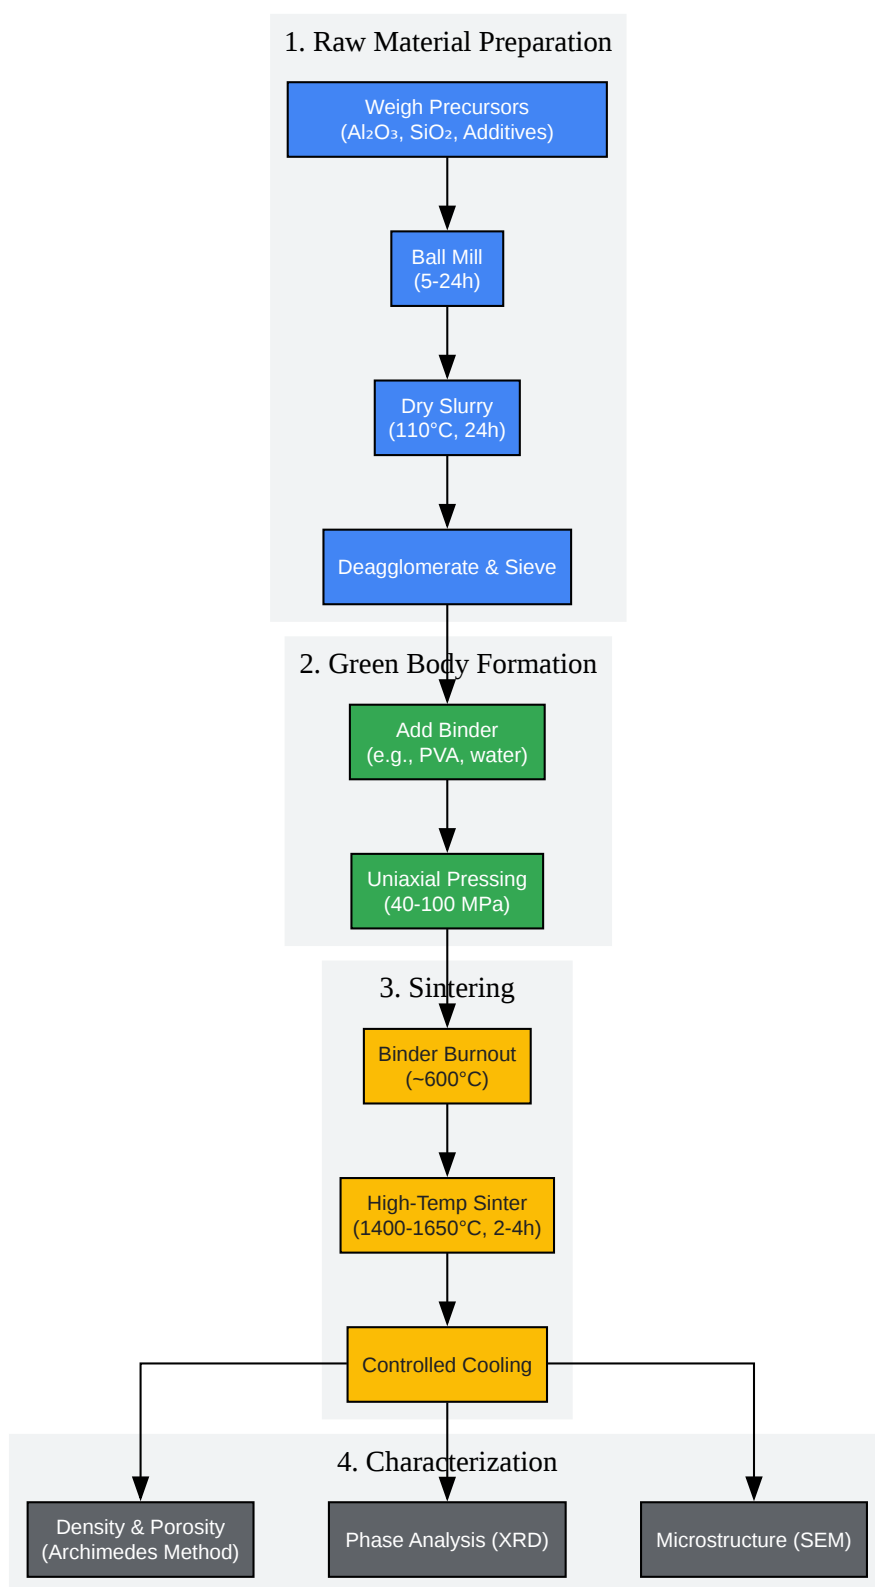 1. Raw Material Preparation
Weigh Precursors
(Al₂O₃, SiO₂, Additives)
Ball Mill
(5-24h)
Dry Slurry
(110°C, 24h)
Deagglomerate & Sieve
2. Green Body Formation
Add Binder
(e.g., PVA, water)
Uniaxial Pressing
(40-100 MPa)
3. Sintering
Binder Burnout
(~600°C)
High-Temp Sinter
(1400-1650°C, 2-4h)
Controlled Cooling
4. Characterization
Density & Porosity
(Archimedes Method)
Phase Analysis (XRD)
Microstructure (SEM)